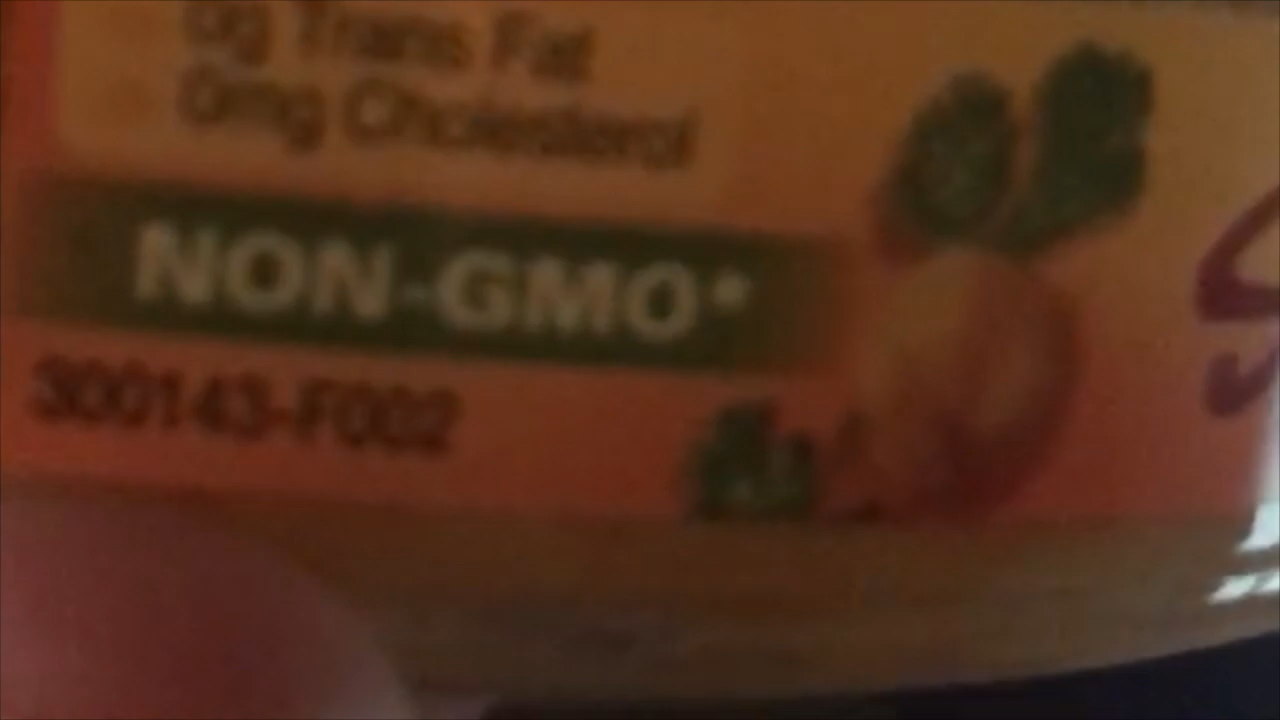 0g Trans Fat
0mg Cholesterol
NON-GMO*
300143-F002